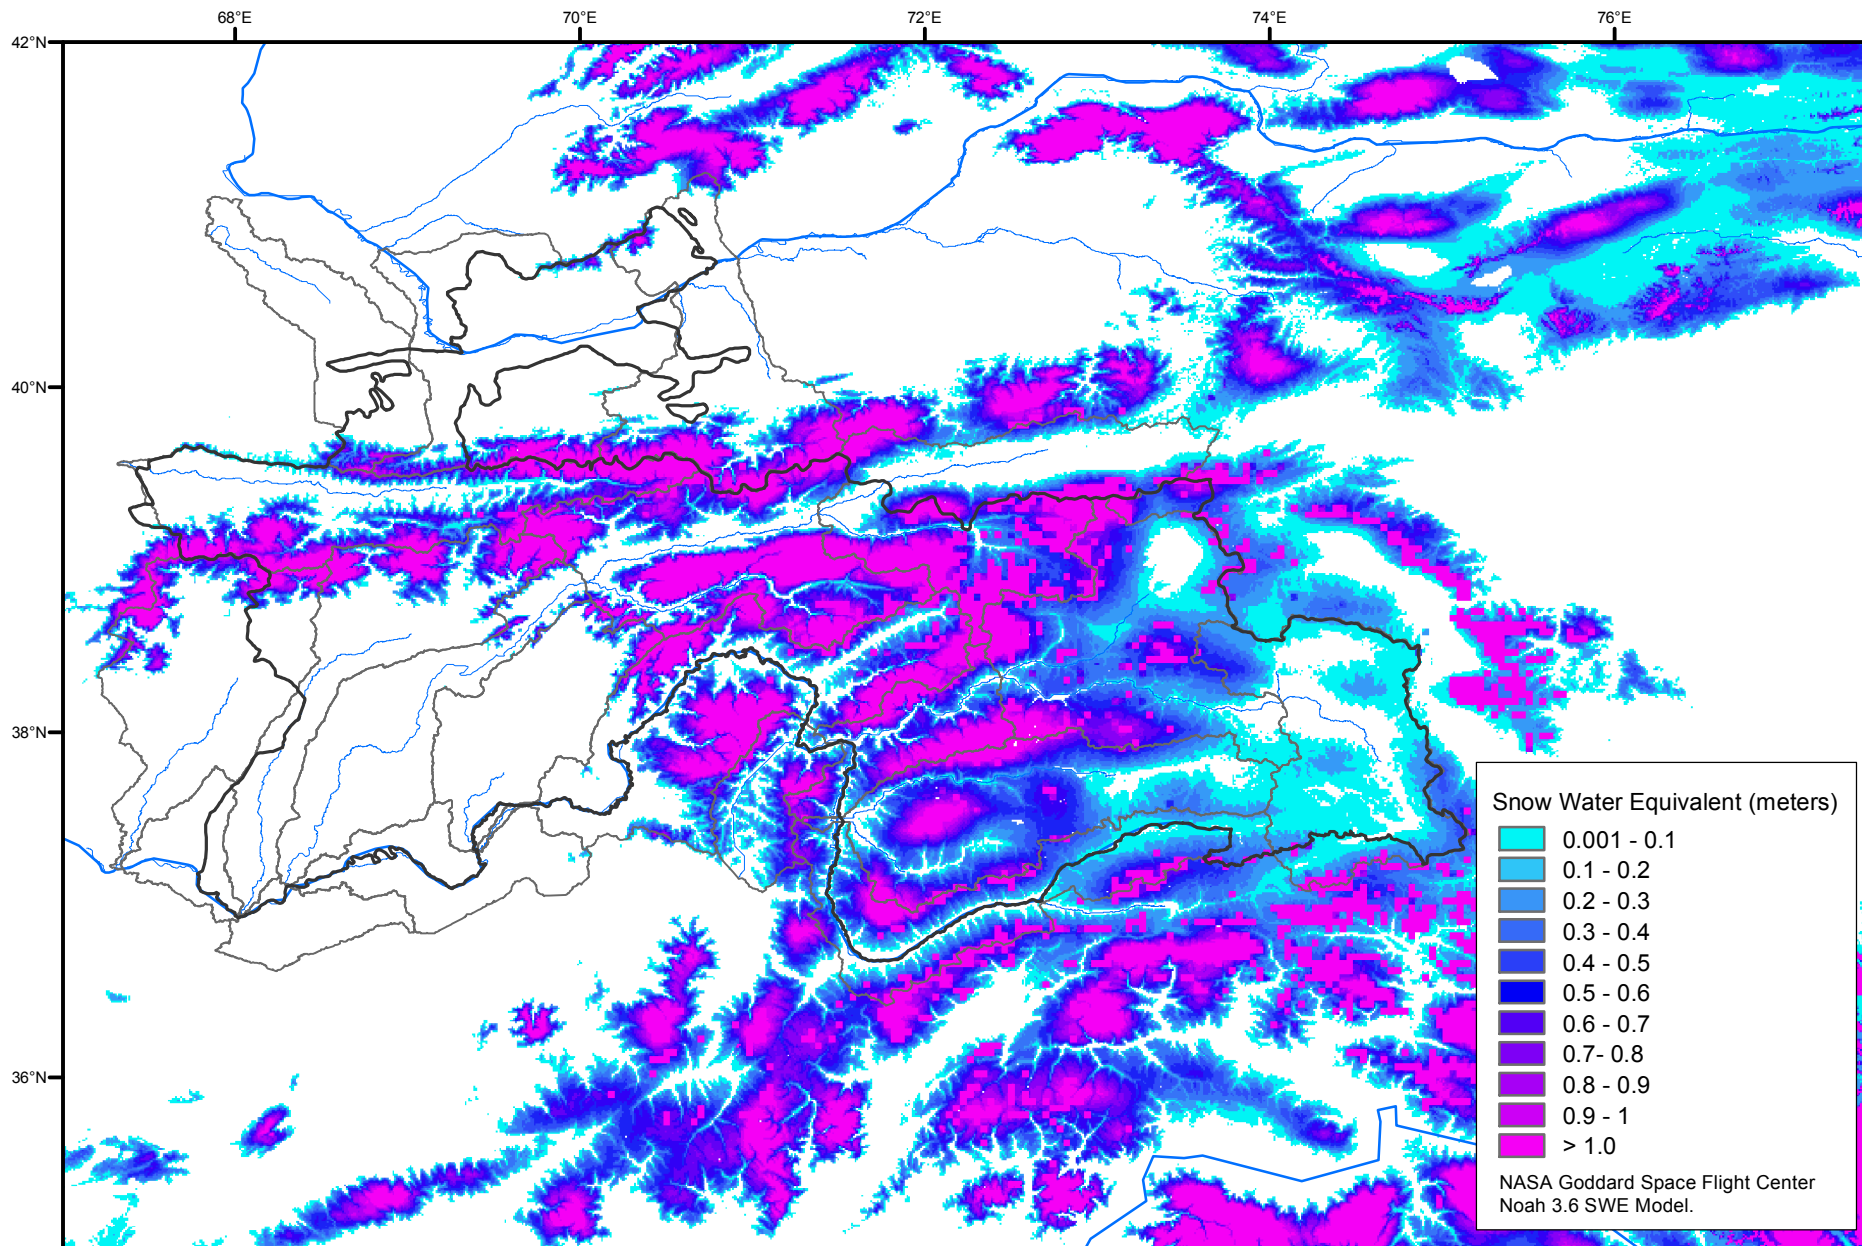 68°E
70°E
72°E
74°E
76°E
42°N
40°N
38°N
36°N
Snow Water Equivalent (meters)
0.001 - 0.1
0.1 - 0.2
0.2 - 0.3
0.3 - 0.4
0.4 - 0.5
0.5 - 0.6
0.6 - 0.7
0.7- 0.8
0.8 - 0.9
0.9 - 1
> 1.0
NASA Goddard Space Flight Center
Noah 3.6 SWE Model.